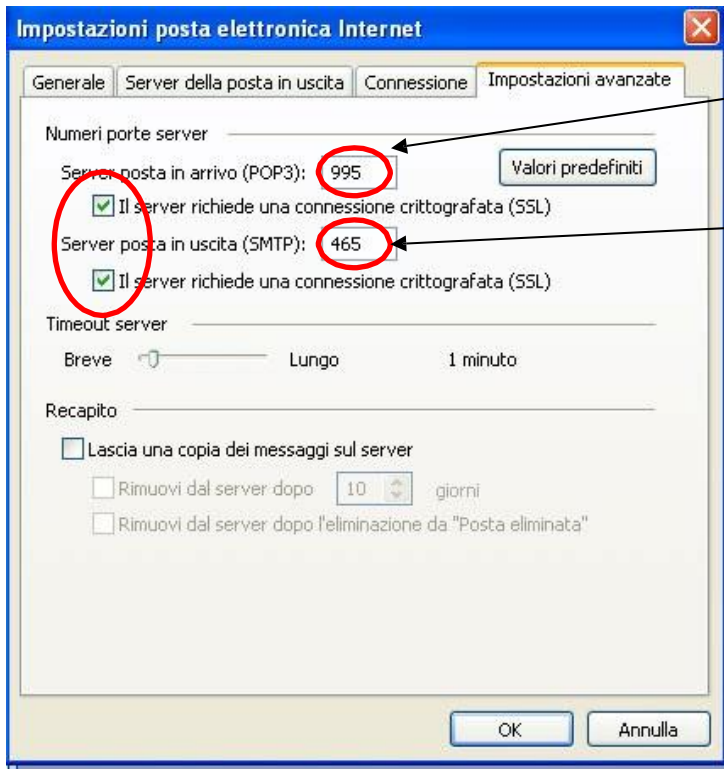 Impostazioni posta elettronica Internet
Generale Server della posta in uscita Connessione Impostazioni avanzate
Numeri porte server
Server posta in arrivo (POP3): 995 Valori predefiniti
Il server richiede una connessione crittografata (SSL)
Server posta in uscita (SMTP): 465
Il server richiede una connessione crittografata (SSL)
Timeout server
Breve Lungo 1 minuto
Recapito
Lascia una copia dei messaggi sul server
Rimuovi dal server dopo 10 giorni
Rimuovi dal server dopo l'eliminazione da "Posta eliminata"
OK Annulla